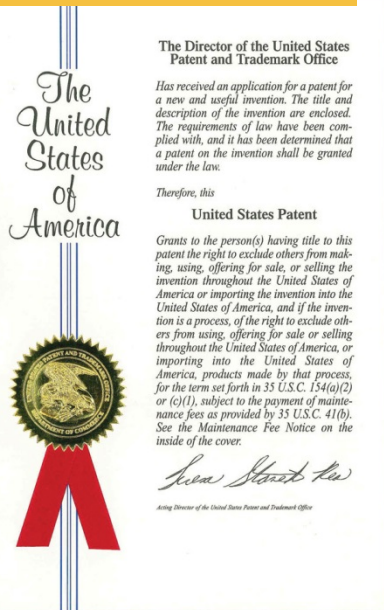 The
United
States
of
America
PATENT AND TRADEMARK OFFICE
DEPARTMENT OF COMMERCE
The Director of the United States
Patent and Trademark Office
Has received an application for a patent for
a new and useful invention. The title and
description of the invention are enclosed.
The requirements of law have been com-
plied with, and it has been determined that
a patent on the invention shall be granted
under the law.
Therefore, this
United States Patent
Grants to the person(s) having title to this
patent the right to exclude others from mak-
ing, using, offering for sale, or selling the
invention throughout the United States of
America or importing the invention into the
United States of America, and if the inven-
tion is a process, of the right to exclude oth-
ers from using, offering for sale or selling
throughout the United States of America, or
importing into the United States of
America, products made by that process,
for the term set forth in 35 U.S.C. 154(a)(2)
or (c)(1), subject to the payment of mainte-
nance fees as provided by 35 U.S.C. 41(b).
See the Maintenance Fee Notice on the
inside of the cover.
Acting Director of the United States Patent and Trademark Office